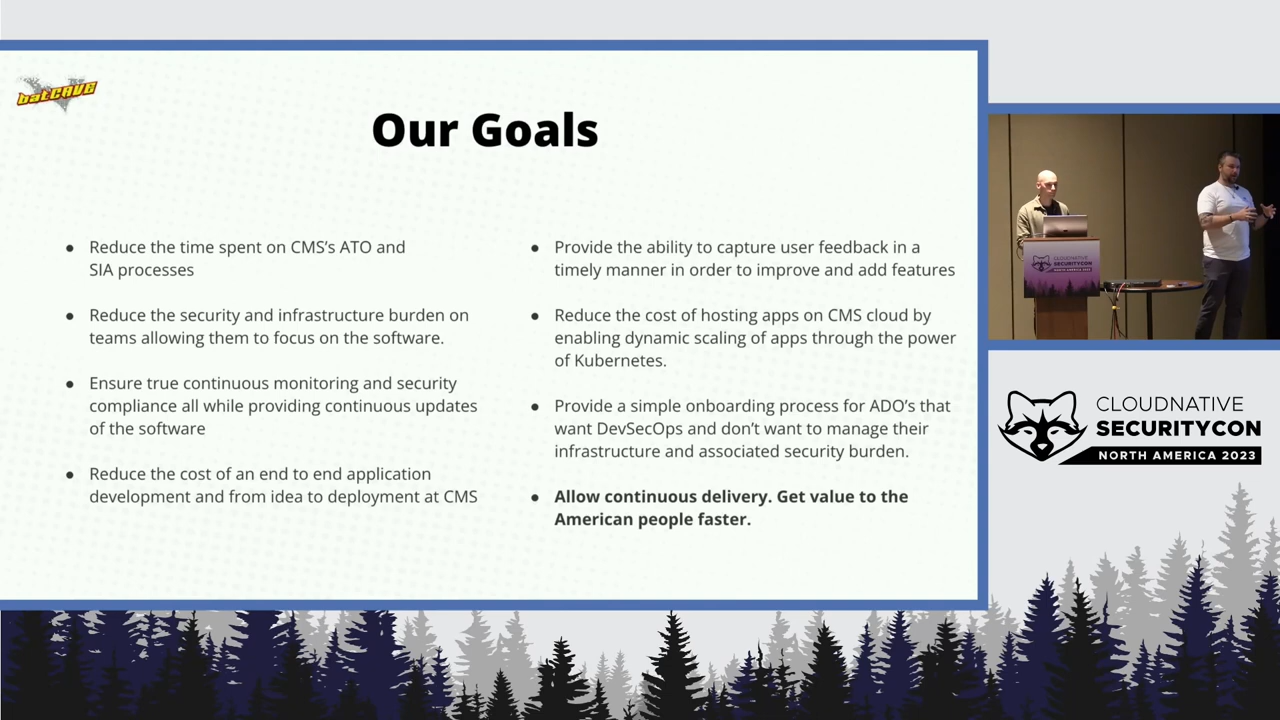 batCAVE
Our Goals
● Reduce the time spent on CMS’s ATO and
SIA processes
● Reduce the security and infrastructure burden on
teams allowing them to focus on the software.
● Ensure true continuous monitoring and security
compliance all while providing continuous updates
of the software
● Reduce the cost of an end to end application
development and from idea to deployment at CMS
● Provide the ability to capture user feedback in a
timely manner in order to improve and add features
● Reduce the cost of hosting apps on CMS cloud by
enabling dynamic scaling of apps through the power
of Kubernetes.
● Provide a simple onboarding process for ADO’s that
want DevSecOps and don’t want to manage their
infrastructure and associated security burden.
● Allow continuous delivery. Get value to the
American people faster.
CLOUDNATIVE
SECURITYCON
NORTH AMERICA 2023
CLOUDNATIVE
SECURITYCON
NORTH AMERICA 2023